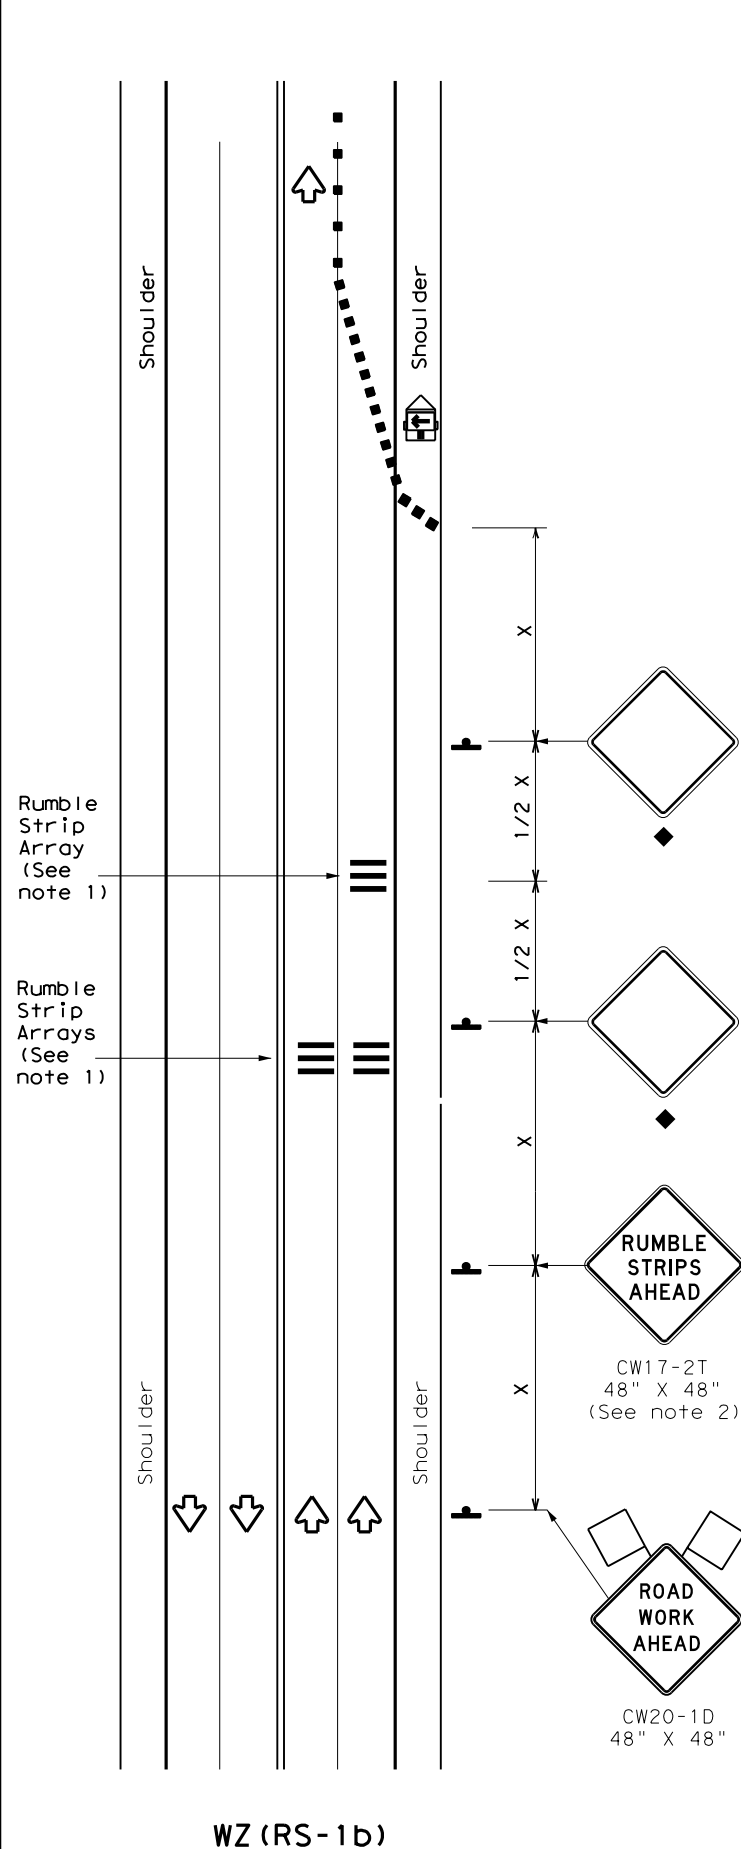 Shoulder
Shoulder
X
1/2 X
Rumble
Strip
Array
(See
note 1)
1/2 X
Rumble
Strip
Arrays
(See
note 1)
X
RUMBLE
STRIPS
AHEAD
CW17-2T
48" X 48"
(See note 2)
X
Shoulder
Shoulder
ROAD
WORK
AHEAD
CW20-1D
48" X 48"
WZ(RS-1b)